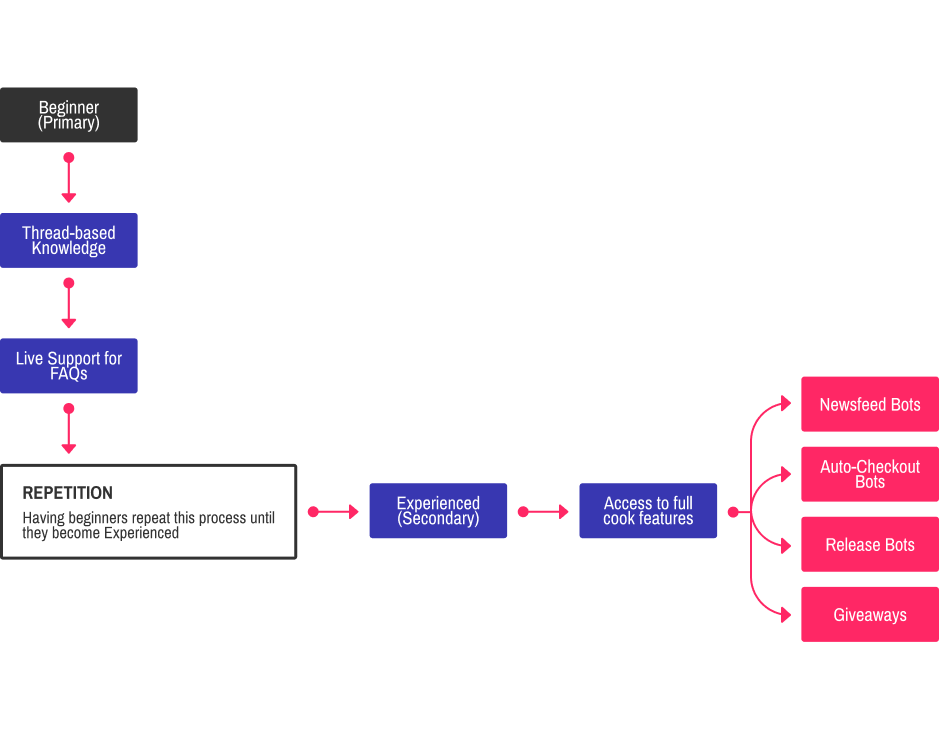 Beginner
(Primary)
Thread-based
Knowledge
Live Support for
FAQs
REPETITION
Having beginners repeat this process until
they become Experienced
Experienced
(Secondary)
Access to full
cook features
Newsfeed Bots
Auto-Checkout
Bots
Release Bots
Giveaways